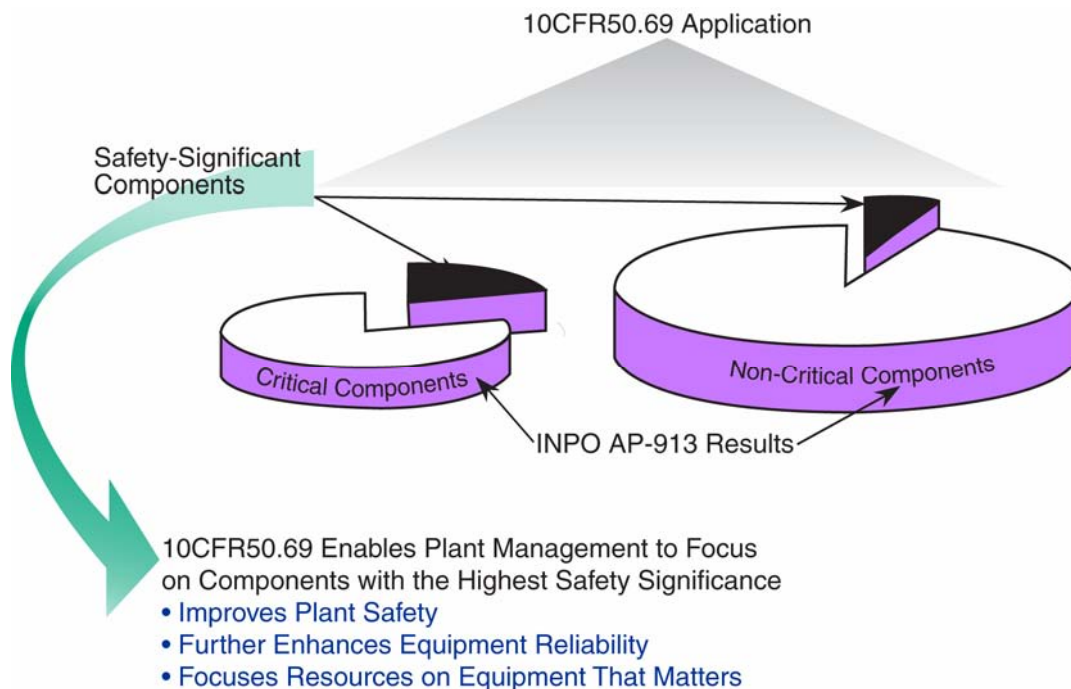 10CFR50.69 Application
Safety-Significant
Components
Critical Components
Non-Critical Components
INPO AP-913 Results
10CFR50.69 Enables Plant Management to Focus
on Components with the Highest Safety Significance
• Improves Plant Safety
• Further Enhances Equipment Reliability
• Focuses Resources on Equipment That Matters